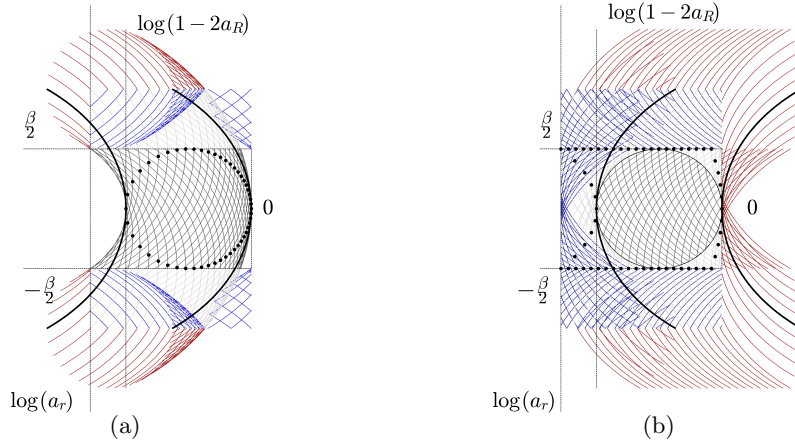 log(1 − 2a_R)
β/2
0
−β/2
log(a_r)
(a)
log(1 − 2a_R)
β/2
0
−β/2
log(a_r)
(b)